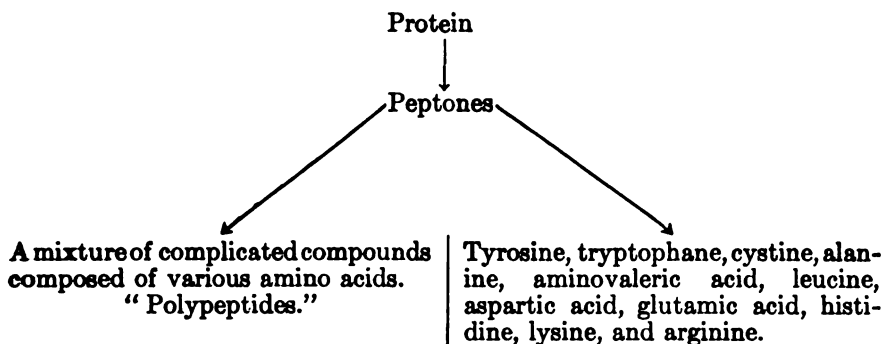 Protein
Peptones
A mixture of complicated compounds
composed of various amino acids.
“ Polypeptides.”
Tyrosine, tryptophane, cystine, alan-
ine, aminovaleric acid, leucine,
aspartic acid, glutamic acid, histi-
dine, lysine, and arginine.